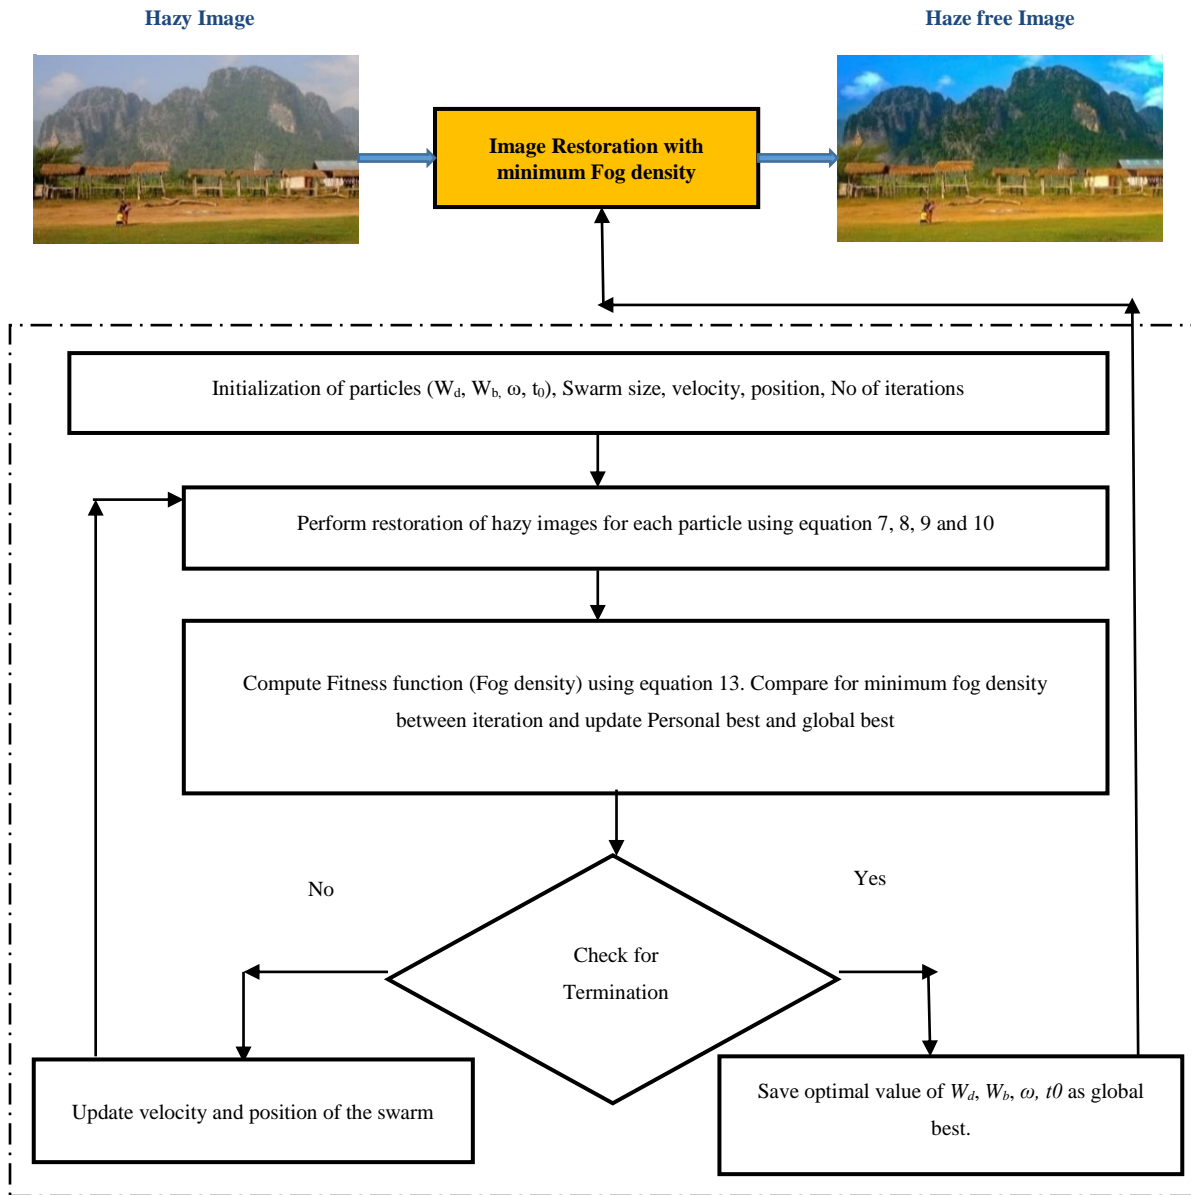 Hazy Image
Haze free Image
Image Restoration with
minimum Fog density
Initialization of particles (Wd, Wb, ω, t0), Swarm size, velocity, position, No of iterations
Perform restoration of hazy images for each particle using equation 7, 8, 9 and 10
Compute Fitness function (Fog density) using equation 13. Compare for minimum fog density
between iteration and update Personal best and global best
No
Yes
Check for
Termination
Update velocity and position of the swarm
Save optimal value of Wd, Wb, ω, t0 as global
best.